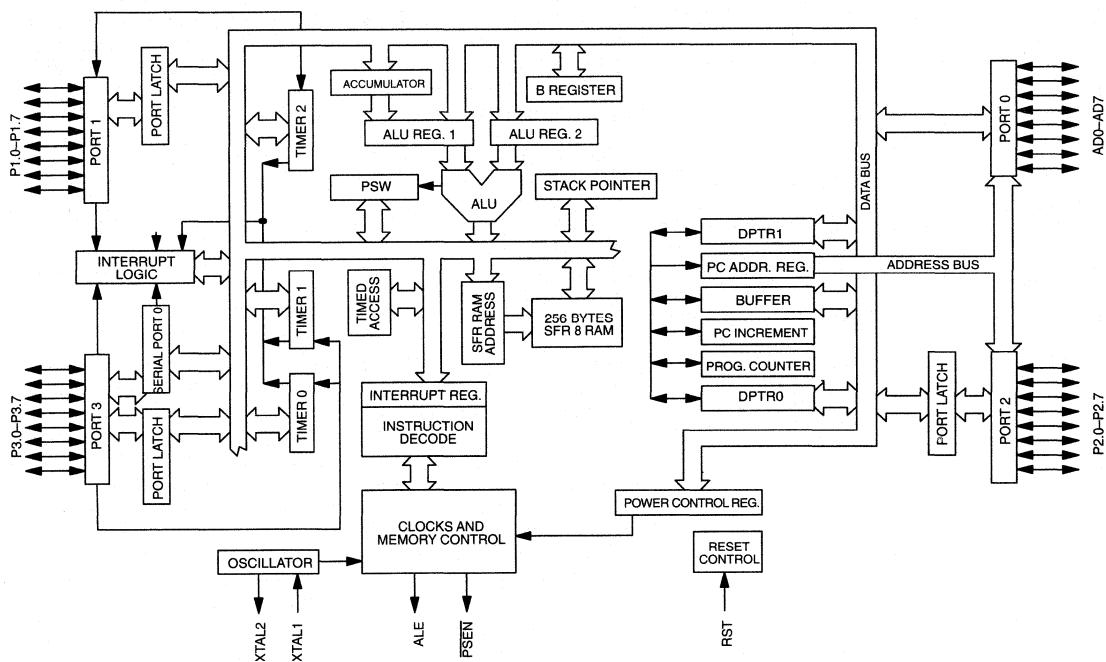 P1.0–P1.7
PORT 1
PORT LATCH
TIMER 2
ACCUMULATOR
B REGISTER
ALU REG. 1
ALU REG. 2
PSW
ALU
STACK POINTER
DATA BUS
PORT 0
AD0–AD7
INTERRUPT
LOGIC
TIMER 1
TIMED
ACCESS
SFR RAM
ADDRESS
256 BYTES
SFR 8 RAM
DPTR1
PC ADDR. REG.
ADDRESS BUS
BUFFER
PC INCREMENT
PROG. COUNTER
DPTR0
P3.0–P3.7
PORT 3
SERIAL PORT 0
PORT LATCH
TIMER 0
INTERRUPT REG.
INSTRUCTION
DECODE
PORT LATCH
PORT 2
P2.0–P2.7
POWER CONTROL REG.
CLOCKS AND
MEMORY CONTROL
OSCILLATOR
RESET
CONTROL
XTAL2
XTAL1
ALE
PSEN
RST